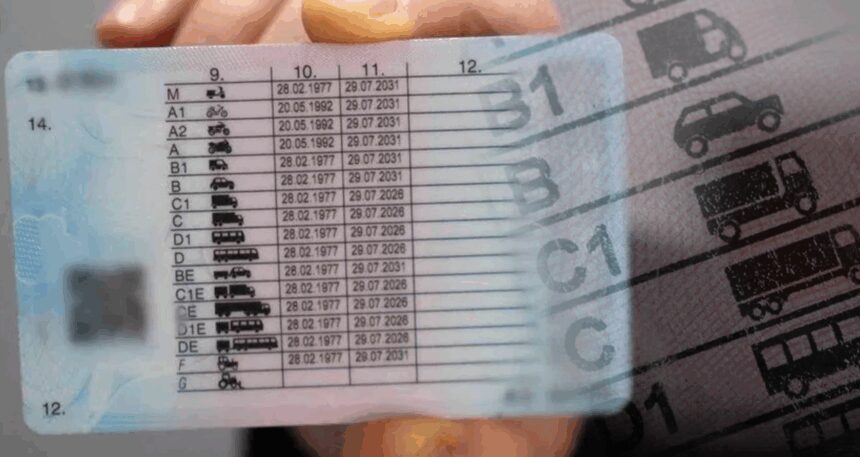 9. 10. 11. 12.
M 28.02.1977 29.07.2031
14.
A1 20.05.1992 29.07.2031
A2 20.05.1992 29.07.2031
A 20.05.1992 29.07.2031
B1 28.02.1977 29.07.2031
B 28.02.1977 29.07.2031
C1 28.02.1977 29.07.2026
C 28.02.1977 29.07.2026
D1 28.02.1977 29.07.2026
D 28.02.1977 29.07.2026
BE 28.02.1977 29.07.2031
C1E 28.02.1977 29.07.2026
CE 28.02.1977 29.07.2026
D1E 28.02.1977 29.07.2026
DE 28.02.1977 29.07.2026
F 28.02.1977 29.07.2031
G
12.
B1
B
C1
C
D1